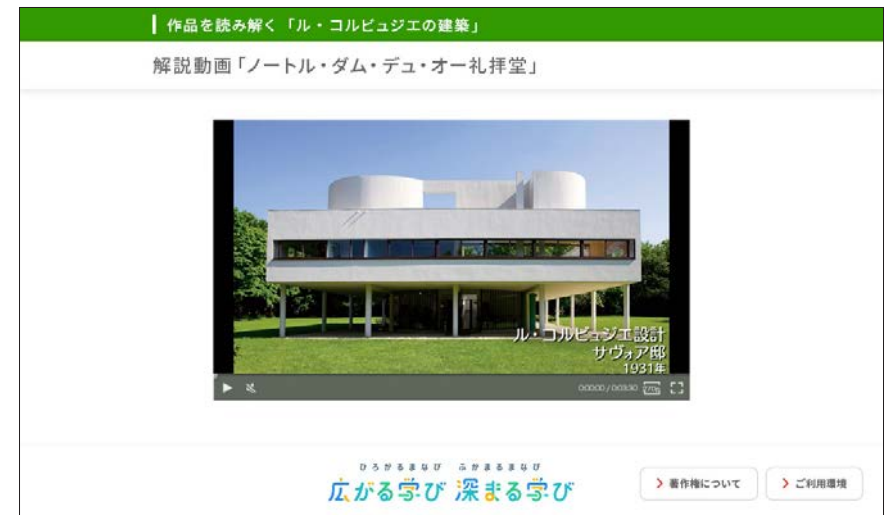 作品を読み解く「ル・コルビュジエの建築」
解説動画「ノートル・ダム・デュ・オー礼拝堂」
ル・コルビュジエ設計
サヴォア邸
1931年
ひろがるまなび ふかまるまなび
広がる学び 深まる学び
著作権について
ご利用環境